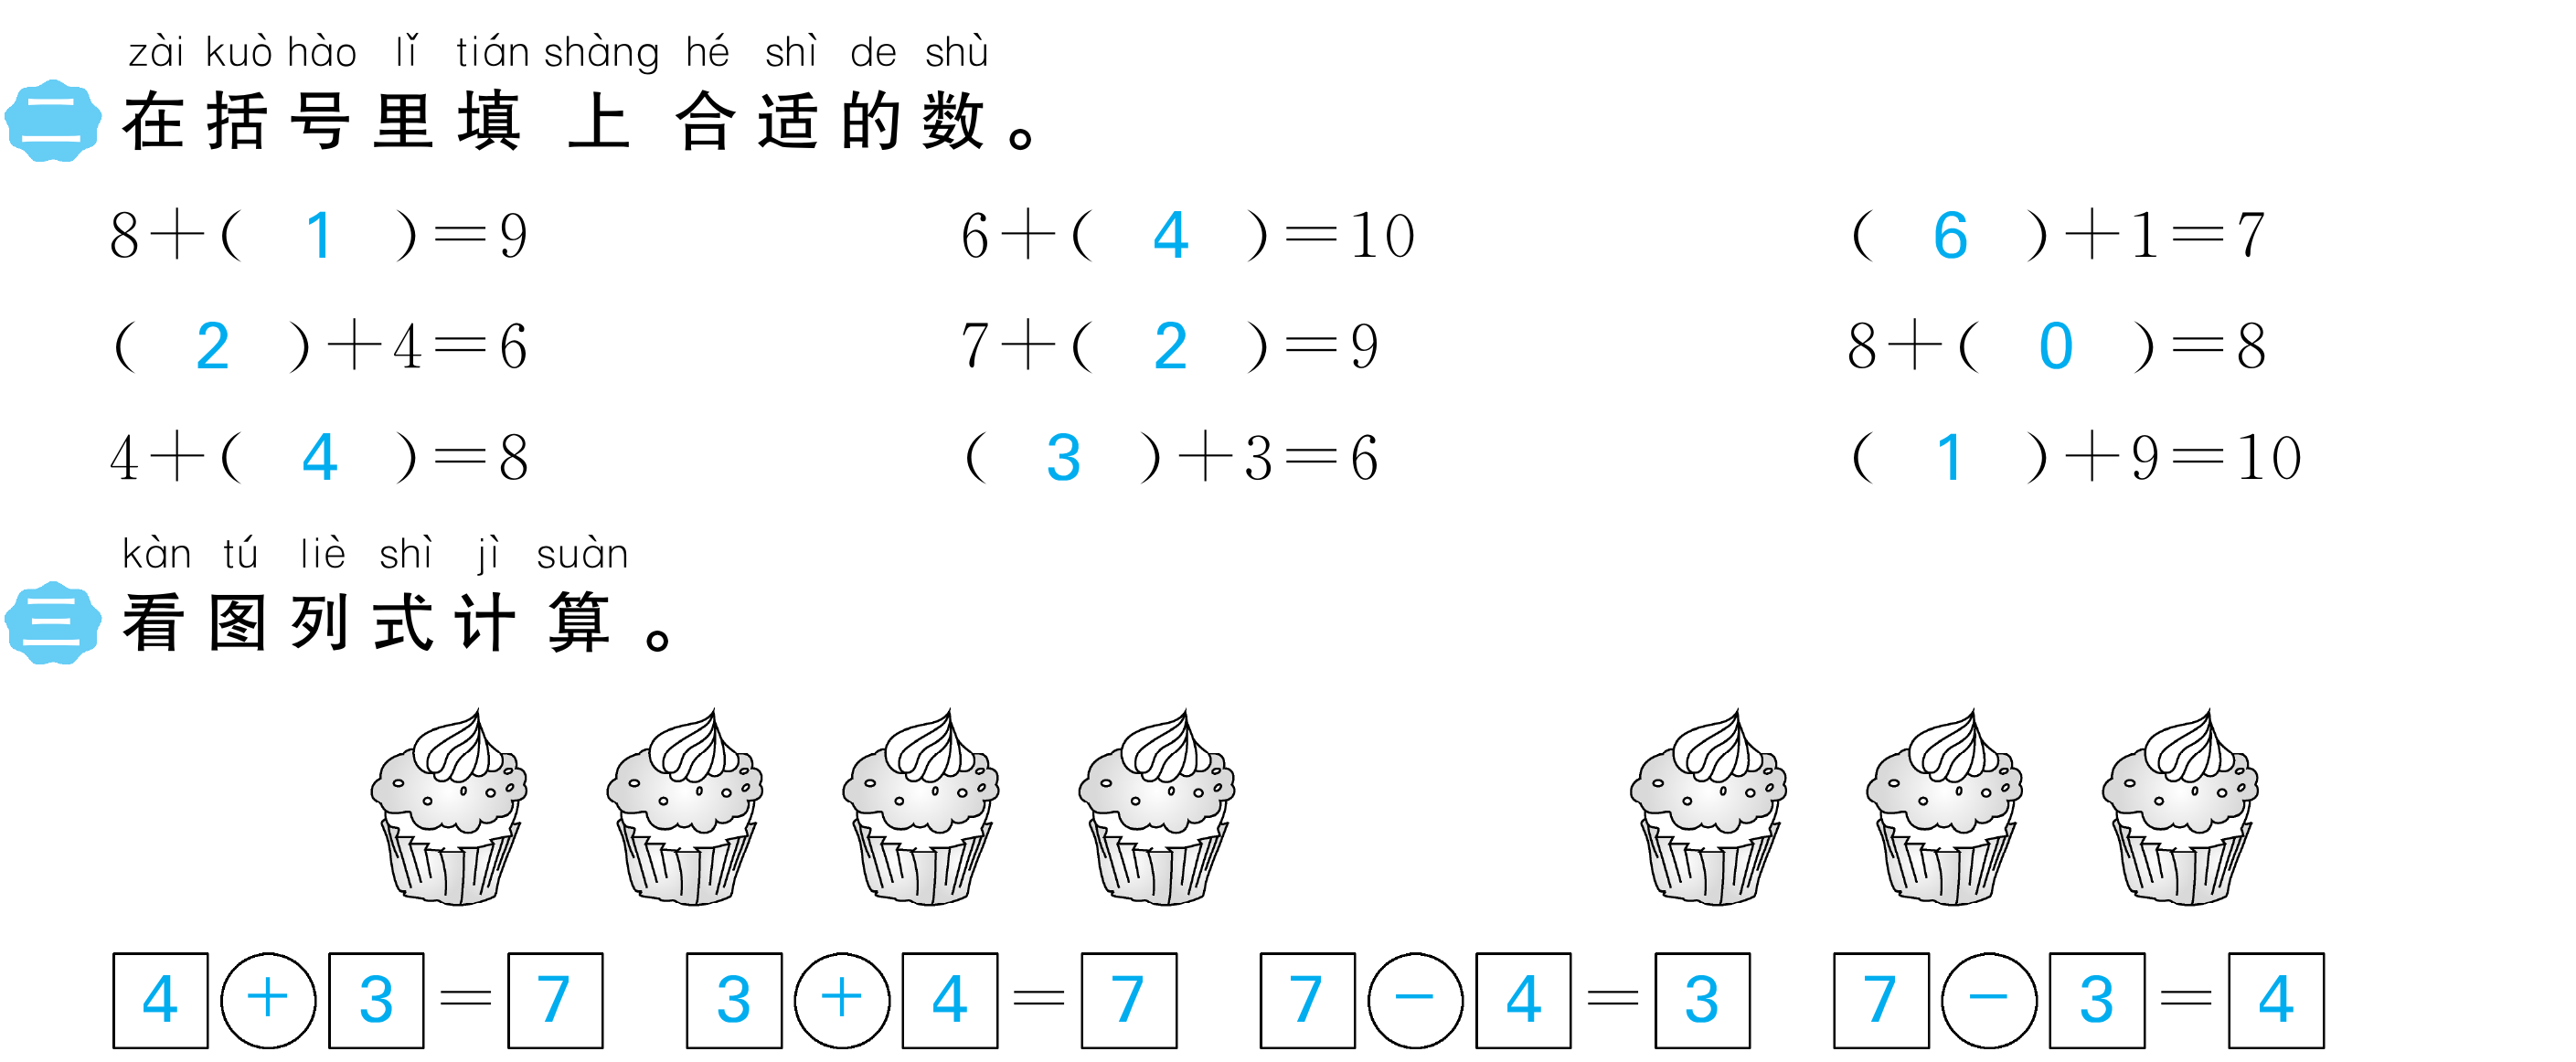 zài kuò hào lǐ tián shàng hé shì de shù
二 在括号里填上合适的数。
8+( 1 )=9 6+( 4 )=10 ( 6 )+1=7
( 2 )+4=6 7+( 2 )=9 8+( 0 )=8
4+( 4 )=8 ( 3 )+3=6 ( 1 )+9=10
kàn tú liè shì jì suàn
三 看图列式计算。
4+3=7 3+4=7 7-4=3 7-3=4